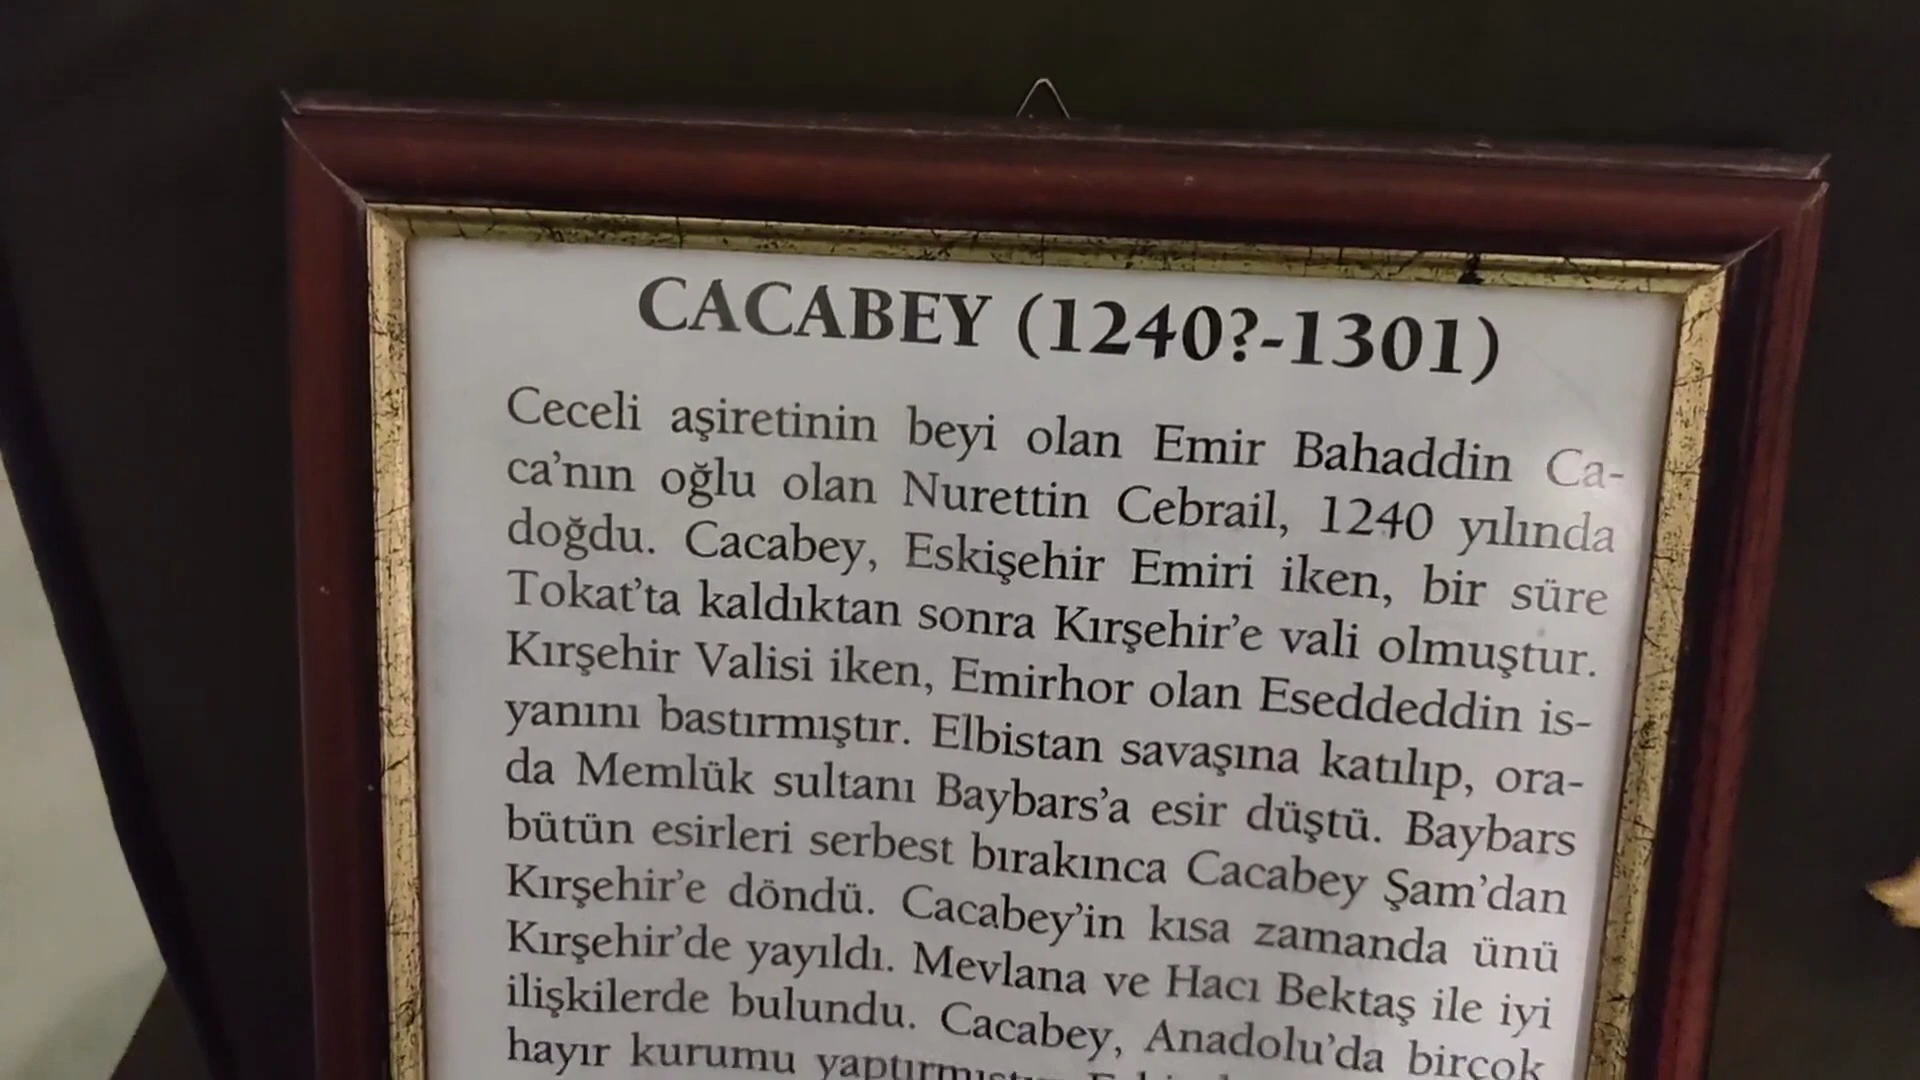 CACABEY (1240?-1301)
Ceceli aşiretinin beyi olan Emir Bahaddin Ca-
ca'nın oğlu olan Nurettin Cebrail, 1240 yılında
doğdu. Cacabey, Eskişehir Emiri iken, bir süre
Tokat'ta kaldıktan sonra Kırşehir'e vali olmuştur.
Kırşehir Valisi iken, Emirhor olan Eseddeddin is-
yanını bastırmıştır. Elbistan savaşına katılıp, ora-
da Memlük sultanı Baybars'a esir düştü. Baybars
bütün esirleri serbest bırakınca Cacabey Şam'dan
Kırşehir'e döndü. Cacabey'in kısa zamanda ünü
Kırşehir'de yayıldı. Mevlana ve Hacı Bektaş ile iyi
ilişkilerde bulundu. Cacabey, Anadolu'da birçok
hayır kurumu yaptırmıştır.